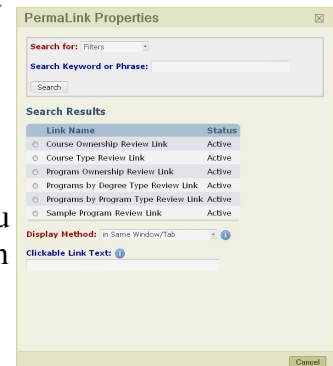 PermaLink Properties
Search for: Filters
Search Keyword or Phrase:
Search
Search Results
Link Name Status
Course Ownership Review Link Active
Course Type Review Link Active
Program Ownership Review Link Active
Programs by Degree Type Review Link Active
Programs by Program Type Review Link Active
Sample Program Review Link Active
Display Method: in Same Window/Tab
Clickable Link Text:
Cancel